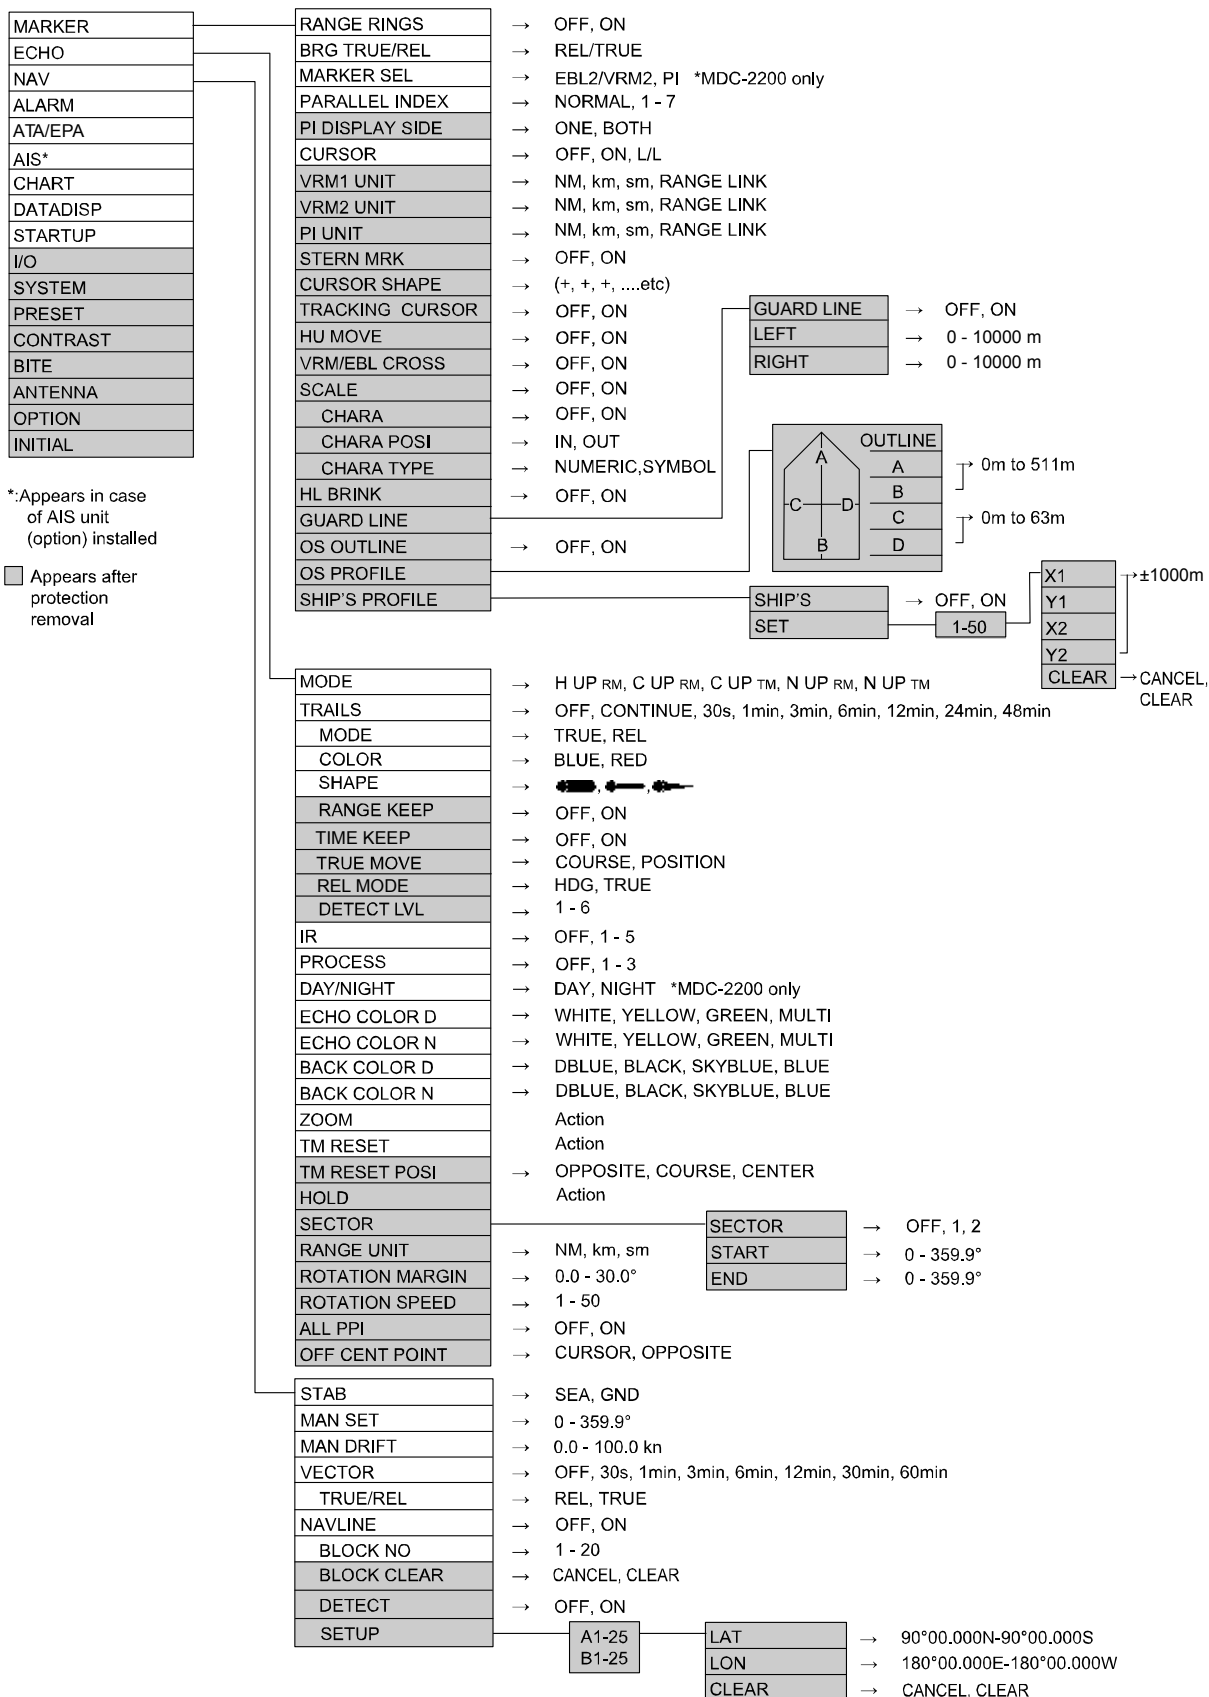 MARKER
ECHO
NAV
ALARM
ATA/EPA
AIS*
CHART
DATADISP
STARTUP
I/O
SYSTEM
PRESET
CONTRAST
BITE
ANTENNA
OPTION
INITIAL
*:Appears in case
of AIS unit
(option) installed
Appears after
protection
removal
RANGE RINGS → OFF, ON
BRG TRUE/REL → REL/TRUE
MARKER SEL → EBL2/VRM2, PI *MDC-2200 only
PARALLEL INDEX → NORMAL, 1 - 7
PI DISPLAY SIDE → ONE, BOTH
CURSOR → OFF, ON, L/L
VRM1 UNIT → NM, km, sm, RANGE LINK
VRM2 UNIT → NM, km, sm, RANGE LINK
PI UNIT → NM, km, sm, RANGE LINK
STERN MRK → OFF, ON
CURSOR SHAPE → (+, +, +, ....etc)
TRACKING CURSOR → OFF, ON
HU MOVE → OFF, ON
VRM/EBL CROSS → OFF, ON
SCALE → OFF, ON
CHARA → OFF, ON
CHARA POSI → IN, OUT
CHARA TYPE → NUMERIC,SYMBOL
HL BRINK → OFF, ON
GUARD LINE
OS OUTLINE → OFF, ON
OS PROFILE
SHIP'S PROFILE
GUARD LINE → OFF, ON
LEFT → 0 - 10000 m
RIGHT → 0 - 10000 m
OUTLINE
A
B
C
D
A
B
C
D
→ 0m to 511m
→ 0m to 63m
SHIP'S → OFF, ON
SET
1-50
X1
Y1
X2
Y2
→ ±1000m
CLEAR → CANCEL,
CLEAR
MODE → H UP RM, C UP RM, C UP TM, N UP RM, N UP TM
TRAILS → OFF, CONTINUE, 30s, 1min, 3min, 6min, 12min, 24min, 48min
MODE → TRUE, REL
COLOR → BLUE, RED
SHAPE → , ,
RANGE KEEP → OFF, ON
TIME KEEP → OFF, ON
TRUE MOVE → COURSE, POSITION
REL MODE → HDG, TRUE
DETECT LVL → 1 - 6
IR → OFF, 1 - 5
PROCESS → OFF, 1 - 3
DAY/NIGHT → DAY, NIGHT *MDC-2200 only
ECHO COLOR D → WHITE, YELLOW, GREEN, MULTI
ECHO COLOR N → WHITE, YELLOW, GREEN, MULTI
BACK COLOR D → DBLUE, BLACK, SKYBLUE, BLUE
BACK COLOR N → DBLUE, BLACK, SKYBLUE, BLUE
ZOOM Action
TM RESET Action
TM RESET POSI → OPPOSITE, COURSE, CENTER
HOLD Action
SECTOR
RANGE UNIT → NM, km, sm
ROTATION MARGIN → 0.0 - 30.0°
ROTATION SPEED → 1 - 50
ALL PPI → OFF, ON
OFF CENT POINT → CURSOR, OPPOSITE
SECTOR → OFF, 1, 2
START → 0 - 359.9°
END → 0 - 359.9°
STAB → SEA, GND
MAN SET → 0 - 359.9°
MAN DRIFT → 0.0 - 100.0 kn
VECTOR → OFF, 30s, 1min, 3min, 6min, 12min, 30min, 60min
TRUE/REL → REL, TRUE
NAVLINE → OFF, ON
BLOCK NO → 1 - 20
BLOCK CLEAR → CANCEL, CLEAR
DETECT → OFF, ON
SETUP
A1-25
B1-25
LAT → 90°00.000N-90°00.000S
LON → 180°00.000E-180°00.000W
CLEAR → CANCEL, CLEAR